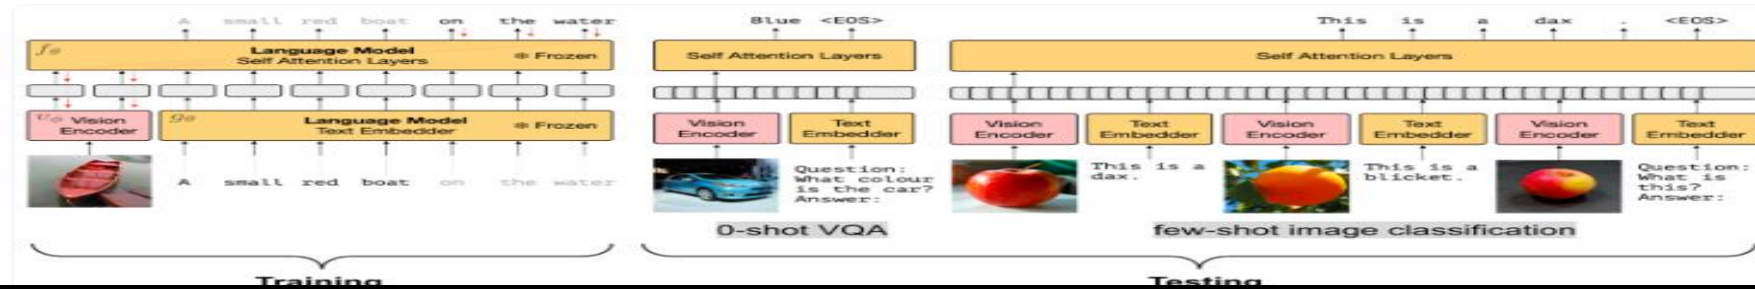 A small red boat on the water
fθ Language Model
Self Attention Layers
Frozen
vϕ Vision
Encoder
gθ Language Model
Text Embedder
Frozen
A small red boat on the water
Training
Blue <EOS>
Self Attention Layers
Vision
Encoder
Text
Embedder
Question:
What colour
is the car?
Answer:
0-shot VQA
This is a dax . <EOS>
Self Attention Layers
Vision
Encoder
Text
Embedder
Vision
Encoder
Text
Embedder
Vision
Encoder
Text
Embedder
This is a
dax.
This is a
blicket.
Question:
What is
this?
Answer:
few-shot image classification
Testing